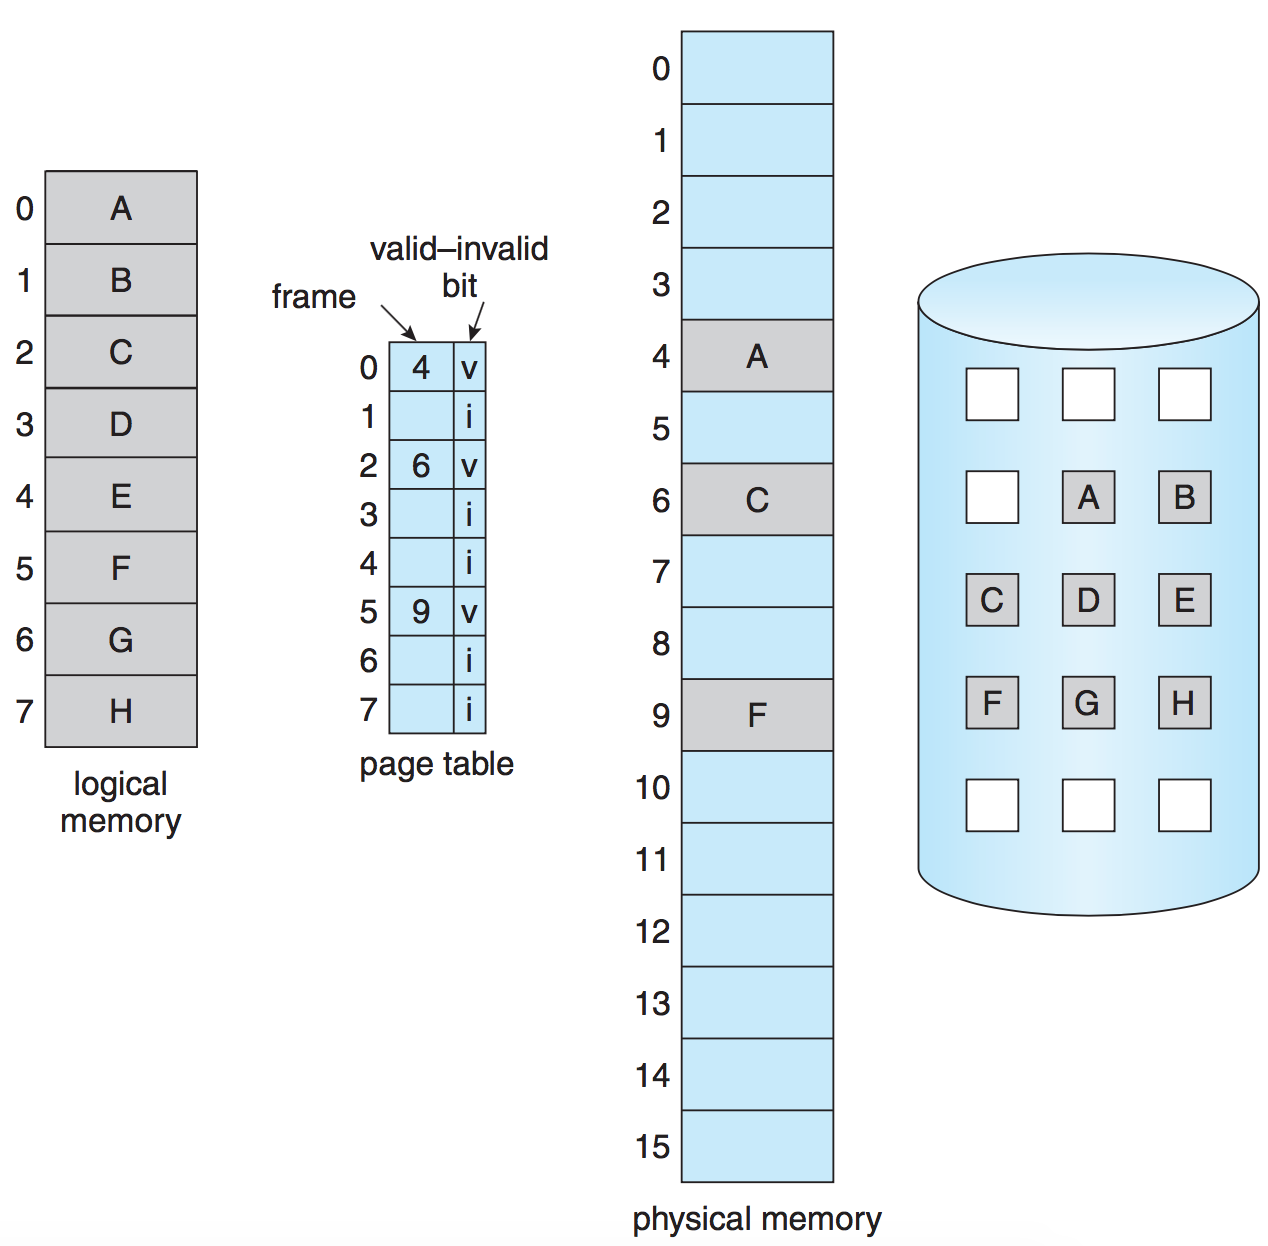 0 A
1 B
2 C
3 D
4 E
5 F
6 G
7 H
logical
memory
valid–invalid
bit
frame
0 4 v
1 i
2 6 v
3 i
4 i
5 9 v
6 i
7 i
page table
0
1
2
3
4 A
5
6 C
7
8
9 F
10
11
12
13
14
15
physical memory
A B
C D E
F G H